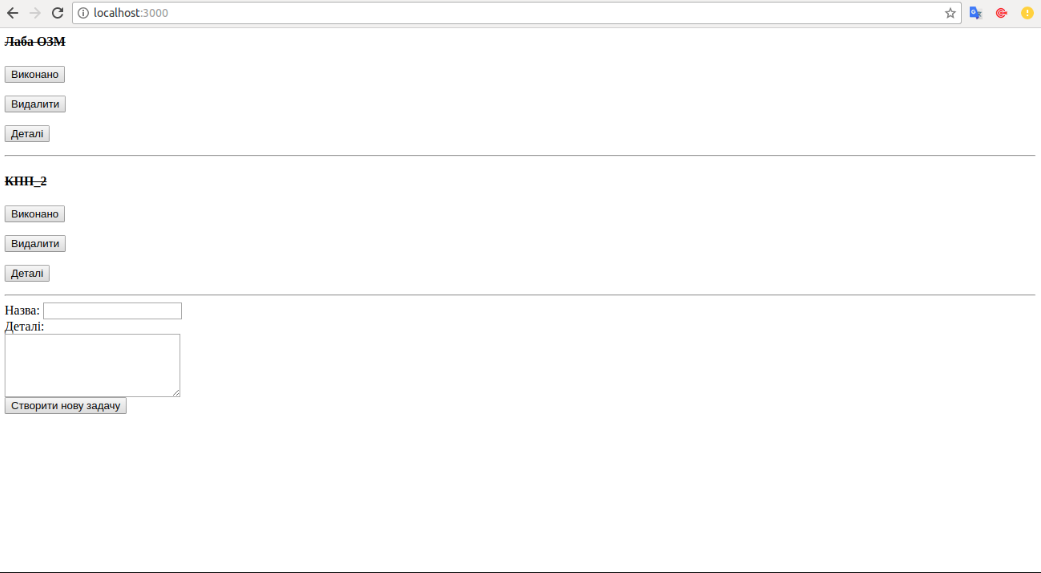 localhost:3000
Лаба ОЗМ
Виконано
Видалити
Деталі
КПП_2
Виконано
Видалити
Деталі
Назва:
Деталі:
Створити нову задачу